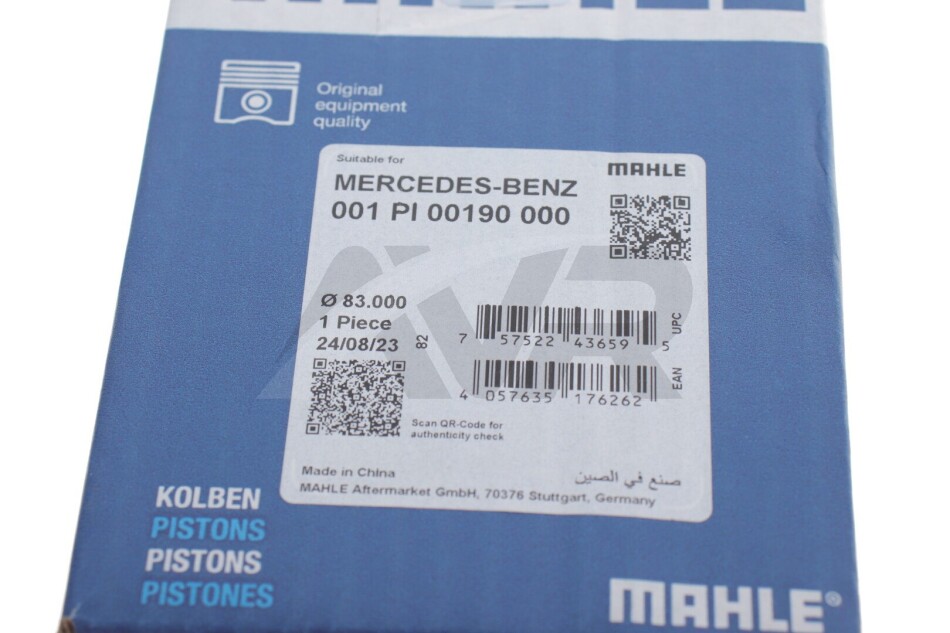 MAHLE
Original
equipment
quality
Suitable for
MAHLE
MERCEDES-BENZ
001 PI 00190 000
AVR
Ø 83.000
1 Piece
24/08/23
82
7 57522 43659 5
UPC
4 057635 176262
EAN
Scan QR-Code for
authenticity check
Made in China
صنع في الصين
MAHLE Aftermarket GmbH, 70376 Stuttgart, Germany
KOLBEN
PISTONS
PISTONS
PISTONES
MAHLE®